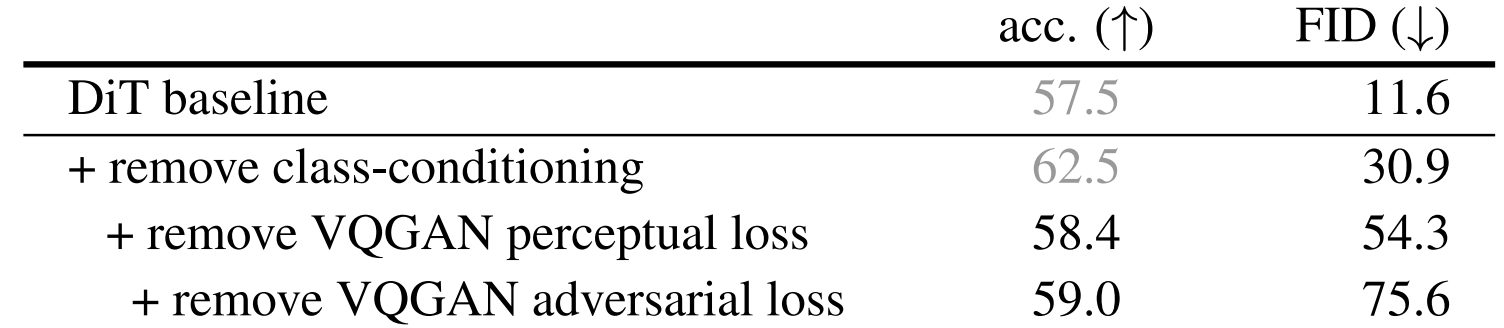 acc. (↑) FID (↓)
DiT baseline 57.5 11.6
+ remove class-conditioning 62.5 30.9
+ remove VQGAN perceptual loss 58.4 54.3
+ remove VQGAN adversarial loss 59.0 75.6